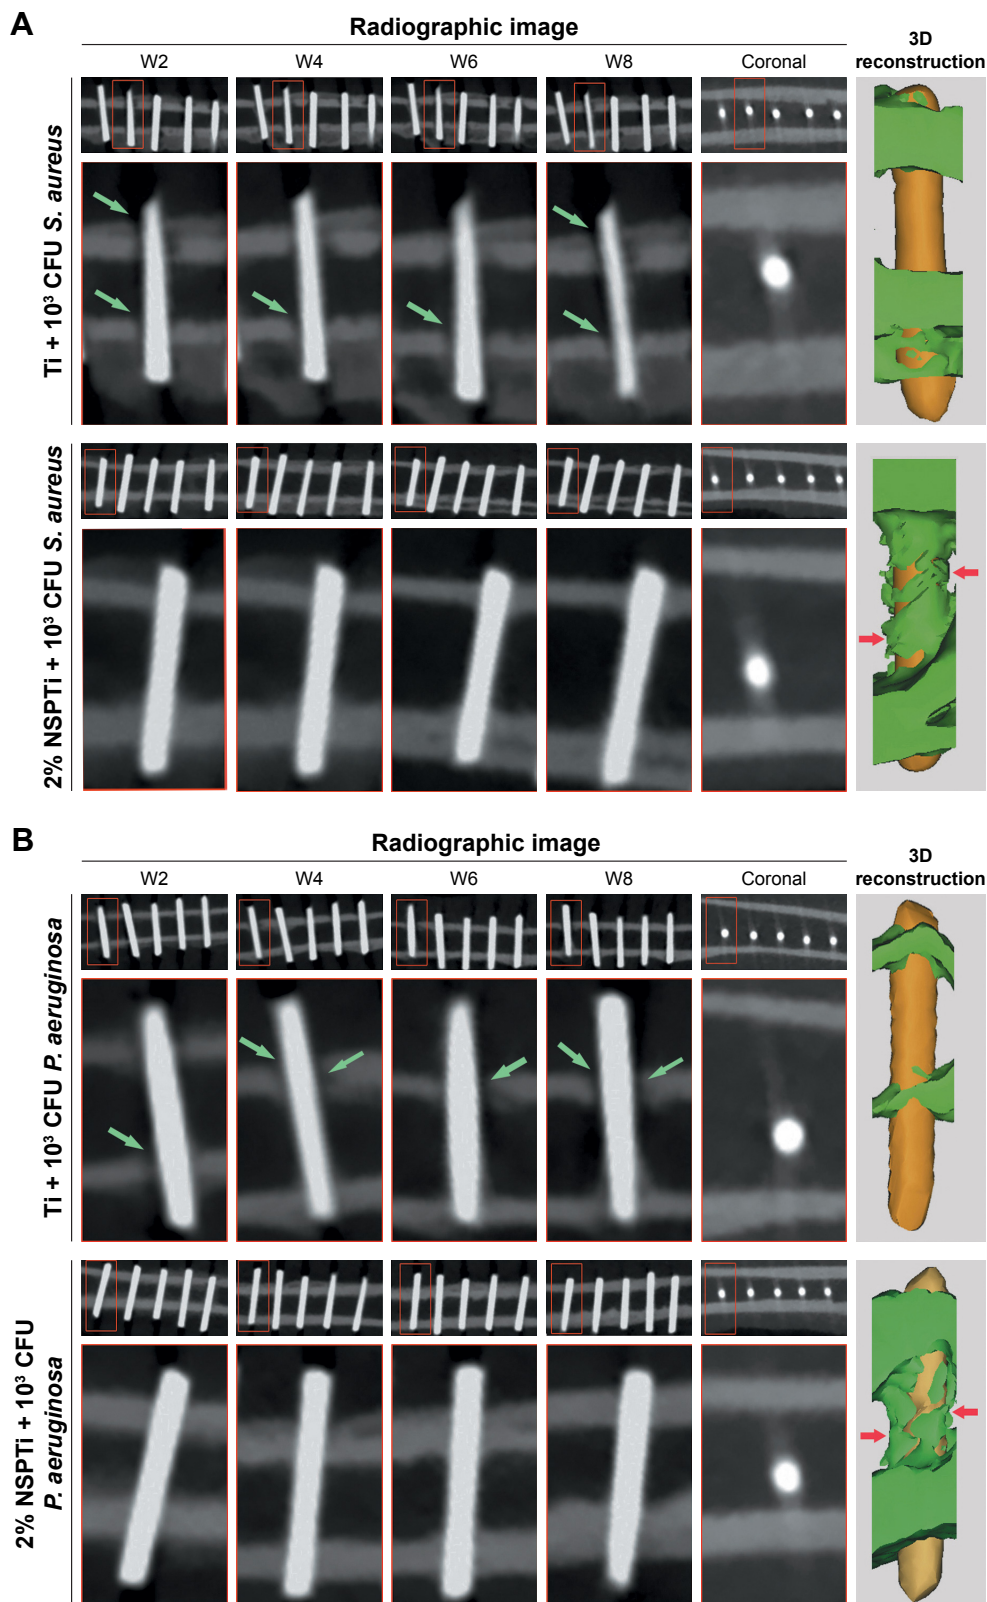 A
Radiographic image
3D
reconstruction
W2
W4
W6
W8
Coronal
Ti + 10³ CFU S. aureus
2% NSPTi + 10³ CFU S. aureus
B
Radiographic image
3D
reconstruction
W2
W4
W6
W8
Coronal
Ti + 10³ CFU P. aeruginosa
2% NSPTi + 10³ CFU
P. aeruginosa